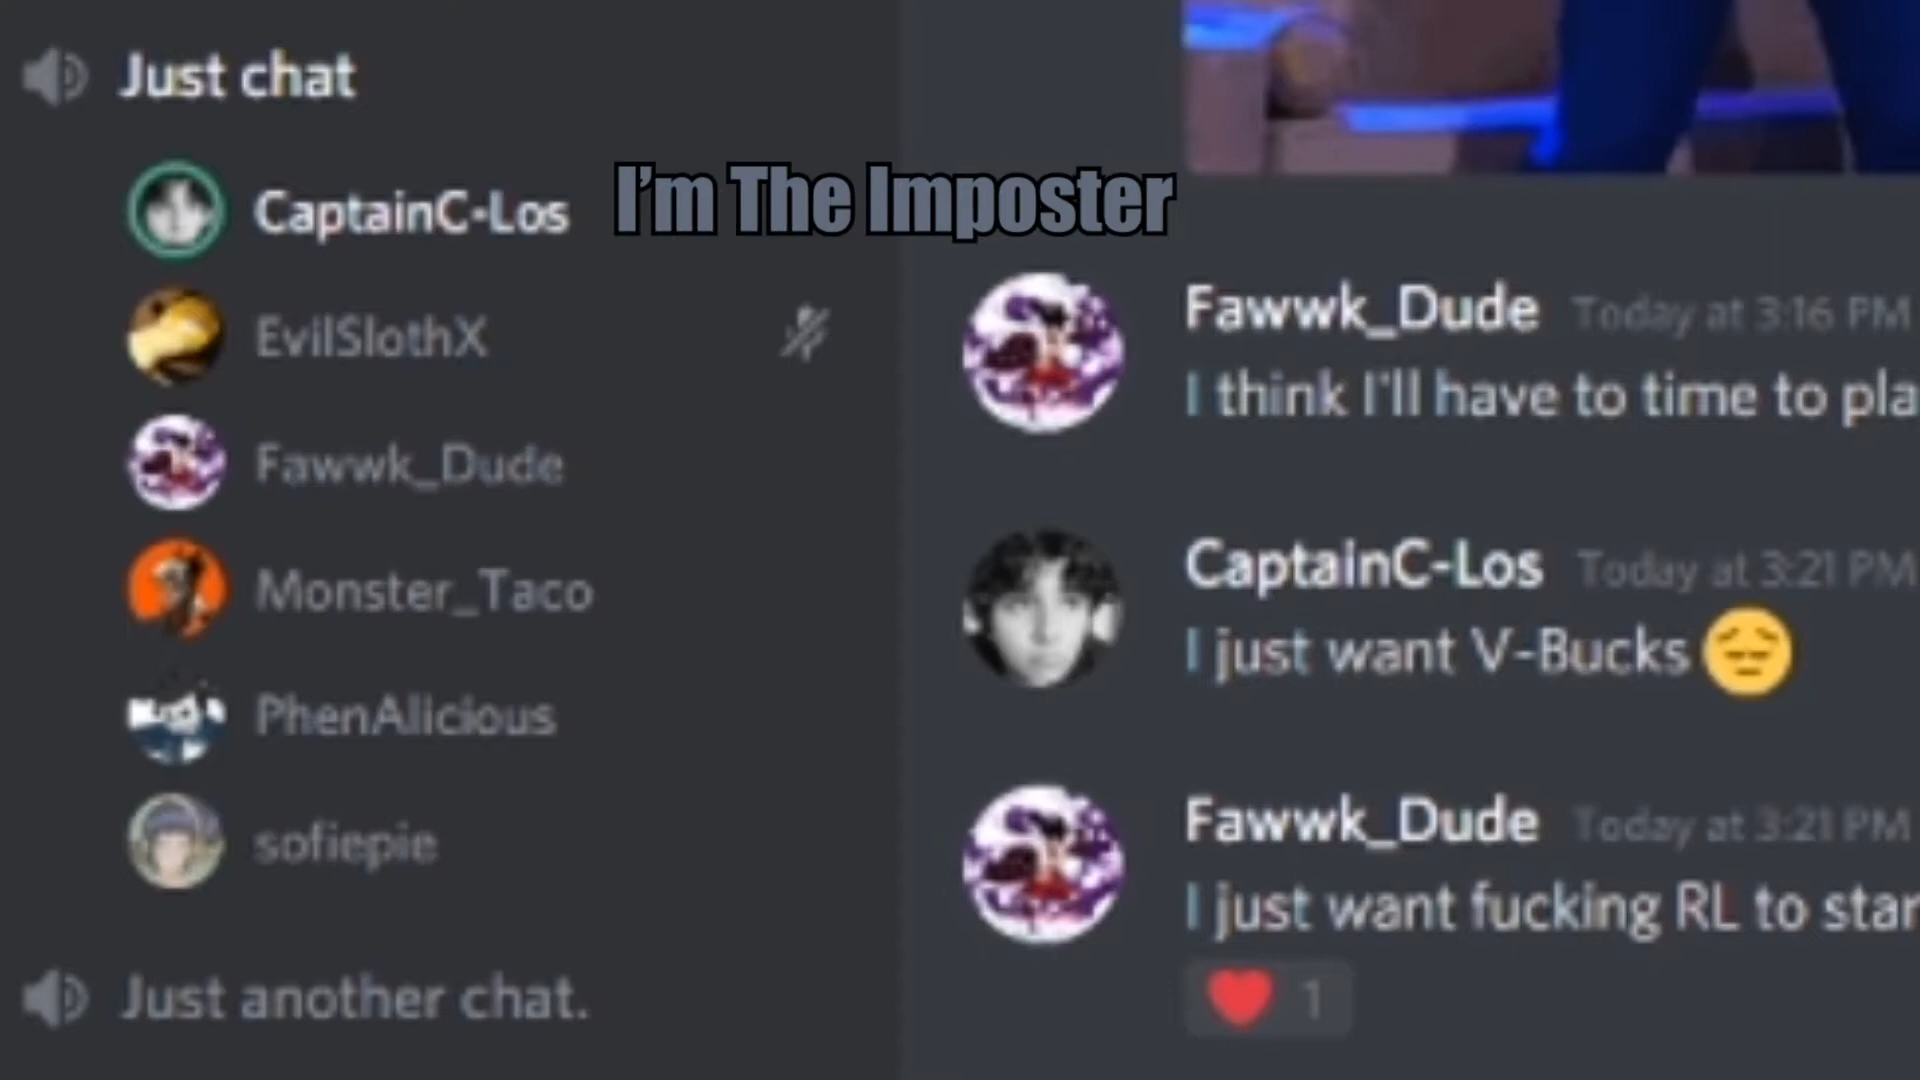 Just chat
CaptainC-Los
I'm The Imposter
EvilSlothX
Fawwk_Dude
Monster_Taco
PhenAlicious
sofiepie
Just another chat.
Fawwk_Dude Today at 3:16 PM
I think I'll have to time to pla
CaptainC-Los Today at 3:21 PM
I just want V-Bucks 😔
Fawwk_Dude Today at 3:21 PM
I just want fucking RL to star
❤️ 1